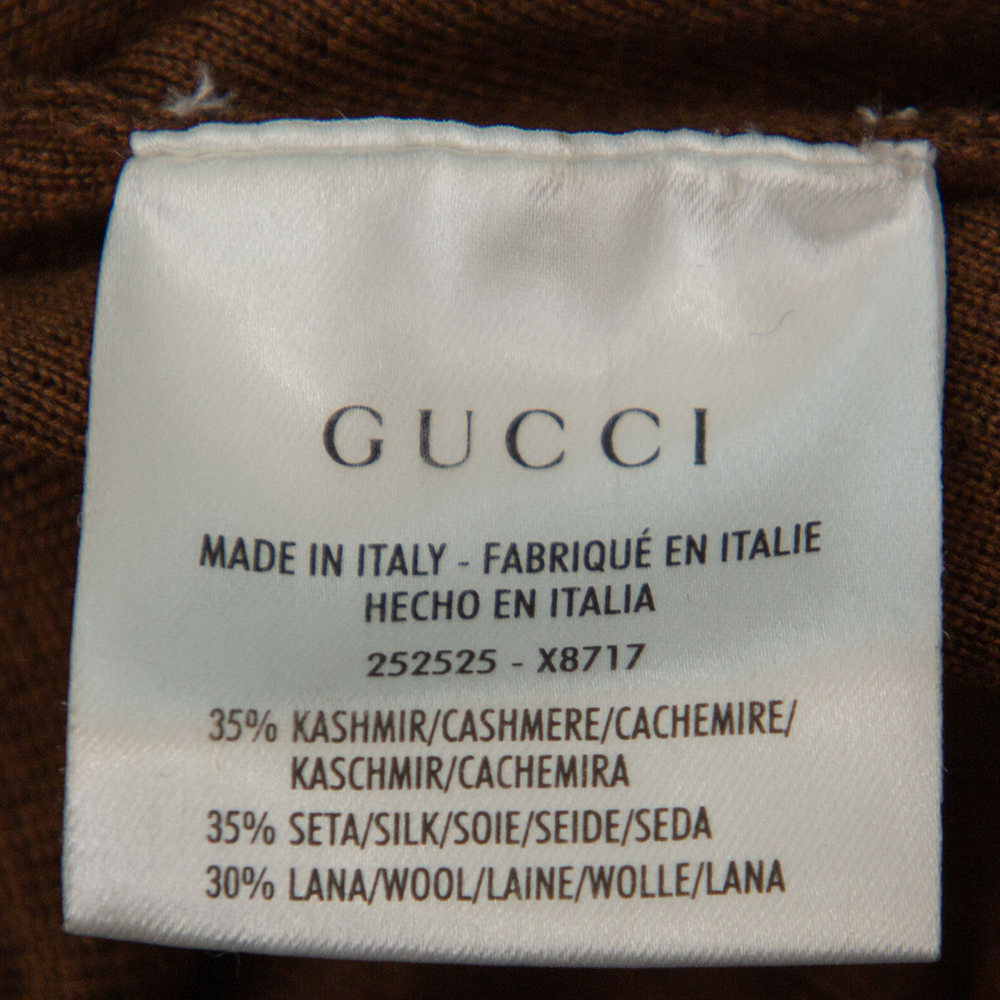 GUCCI
MADE IN ITALY - FABRIQUÉ EN ITALIE
HECHO EN ITALIA
252525 - X8717
35% KASHMIR/CASHMERE/CACHEMIRE/
KASCHMIR/CACHEMIRA
35% SETA/SILK/SOIE/SEIDE/SEDA
30% LANA/WOOL/LAINE/WOLLE/LANA